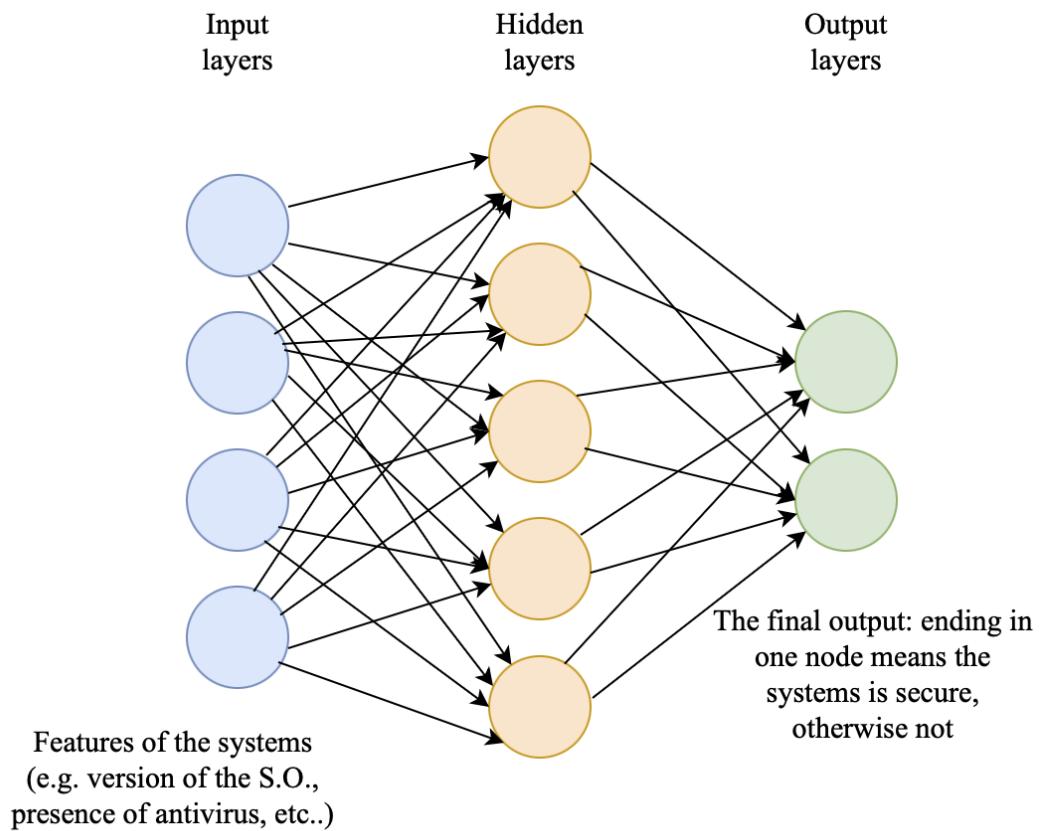 Input
layers
Hidden
layers
Output
layers
The final output: ending in
one node means the
systems is secure,
otherwise not
Features of the systems
(e.g. version of the S.O.,
presence of antivirus, etc..)